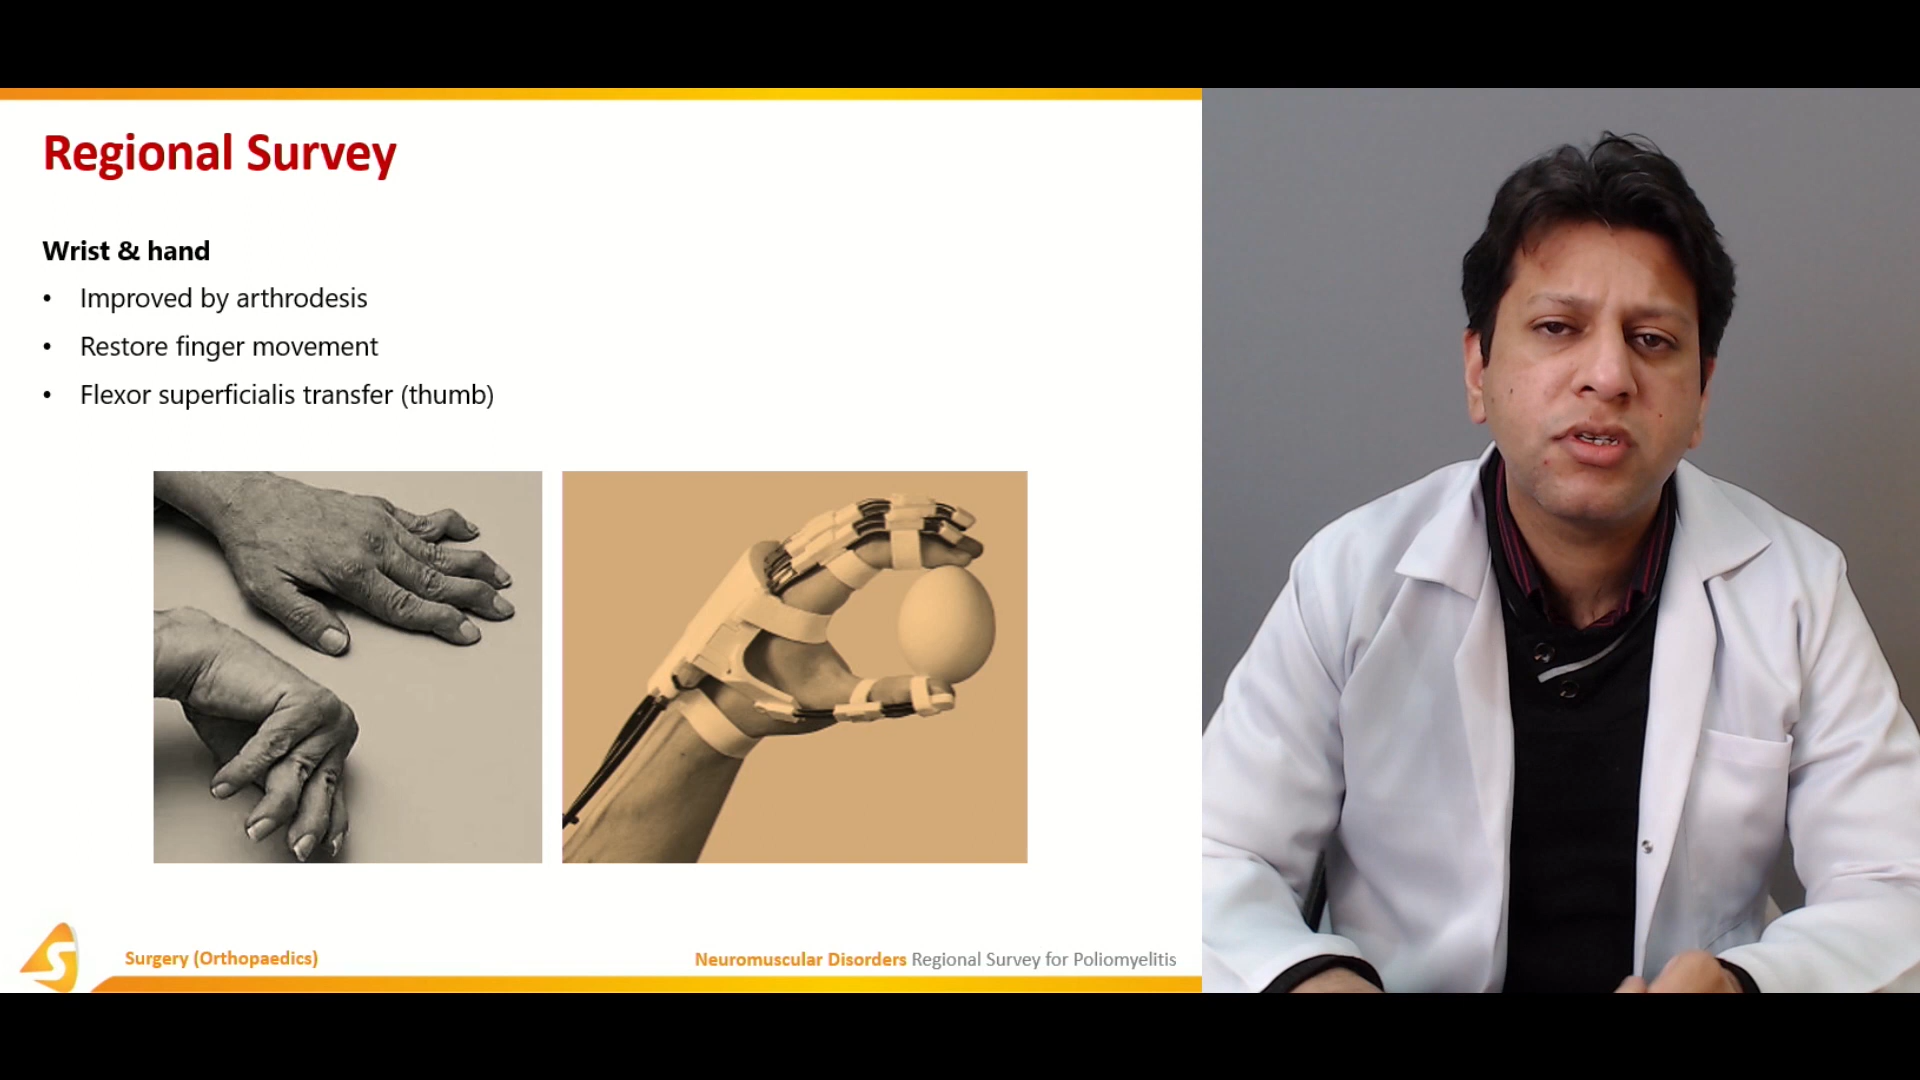 Regional Survey
Wrist & hand
• Improved by arthrodesis
• Restore finger movement
• Flexor superficialis transfer (thumb)
S
Surgery (Orthopaedics)
Neuromuscular Disorders Regional Survey for Poliomyelitis